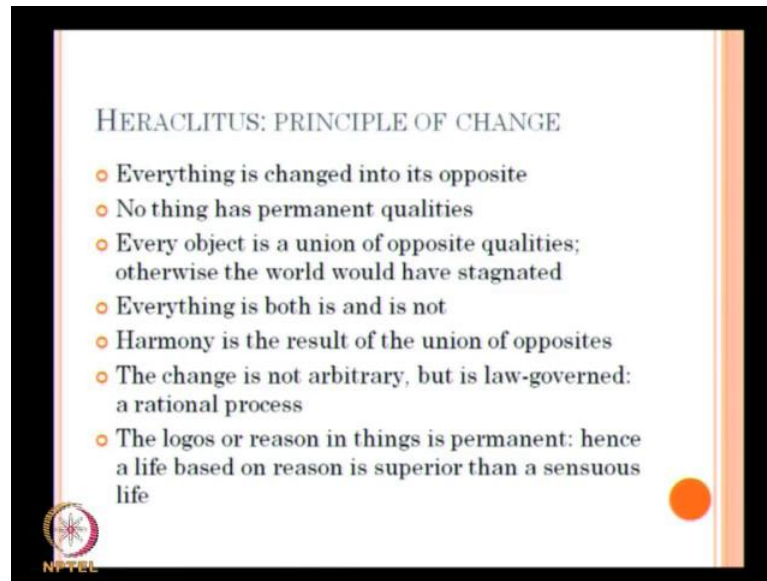 HERACLITUS: PRINCIPLE OF CHANGE
Everything is changed into its opposite
No thing has permanent qualities
Every object is a union of opposite qualities;
otherwise the world would have stagnated
Everything is both is and is not
Harmony is the result of the union of opposites
The change is not arbitrary, but is law-governed:
a rational process
The logos or reason in things is permanent: hence
a life based on reason is superior than a sensuous
life
NPTEL